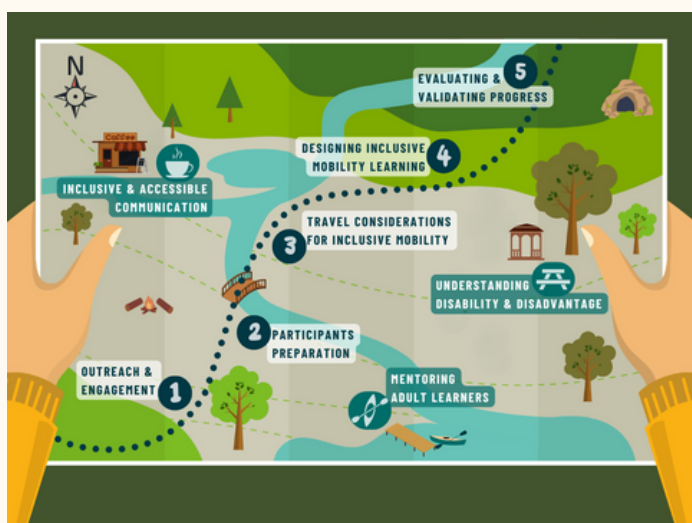 N
Coffee
5
EVALUATING &
VALIDATING PROGRESS
4
DESIGNING INCLUSIVE
MOBILITY LEARNING
INCLUSIVE & ACCESSIBLE
COMMUNICATION
3
TRAVEL CONSIDERATIONS
FOR INCLUSIVE MOBILITY
UNDERSTANDING
DISABILITY & DISADVANTAGE
2
PARTICIPANTS
PREPARATION
OUTREACH &
ENGAGEMENT
1
MENTORING
ADULT LEARNERS